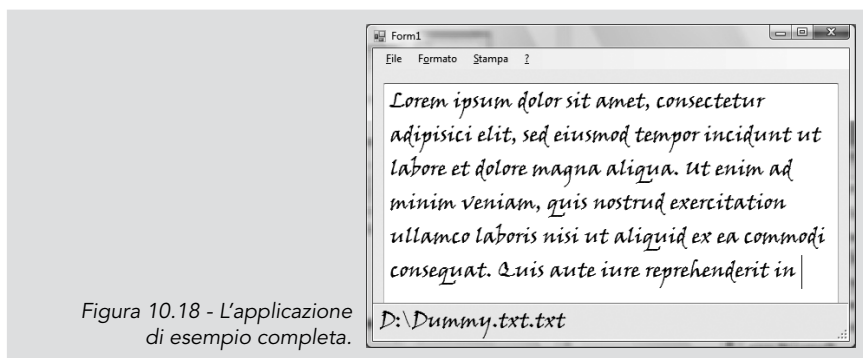 Form1
File Formato Stampa ?
Lorem ipsum dolor sit amet, consectetur
adipisici elit, sed eiusmod tempor incidunt ut
labore et dolore magna aliqua. Ut enim ad
minim veniam, quis nostrud exercitation
ullamco laboris nisi ut aliquid ex ea commodi
consequat. Quis aute iure reprehenderit in
D:\Dummy.txt.txt
Figura 10.18 - L'applicazione
di esempio completa.